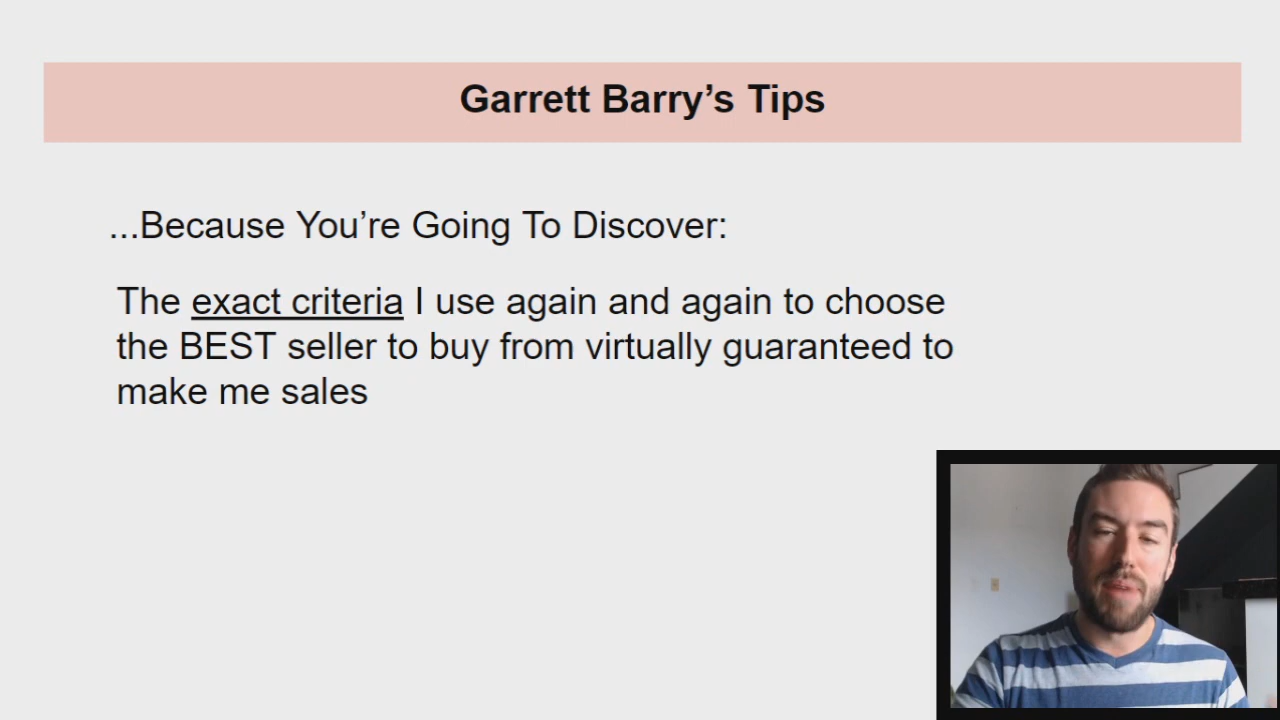 Garrett Barry’s Tips
...Because You’re Going To Discover:
The exact criteria I use again and again to choose
the BEST seller to buy from virtually guaranteed to
make me sales